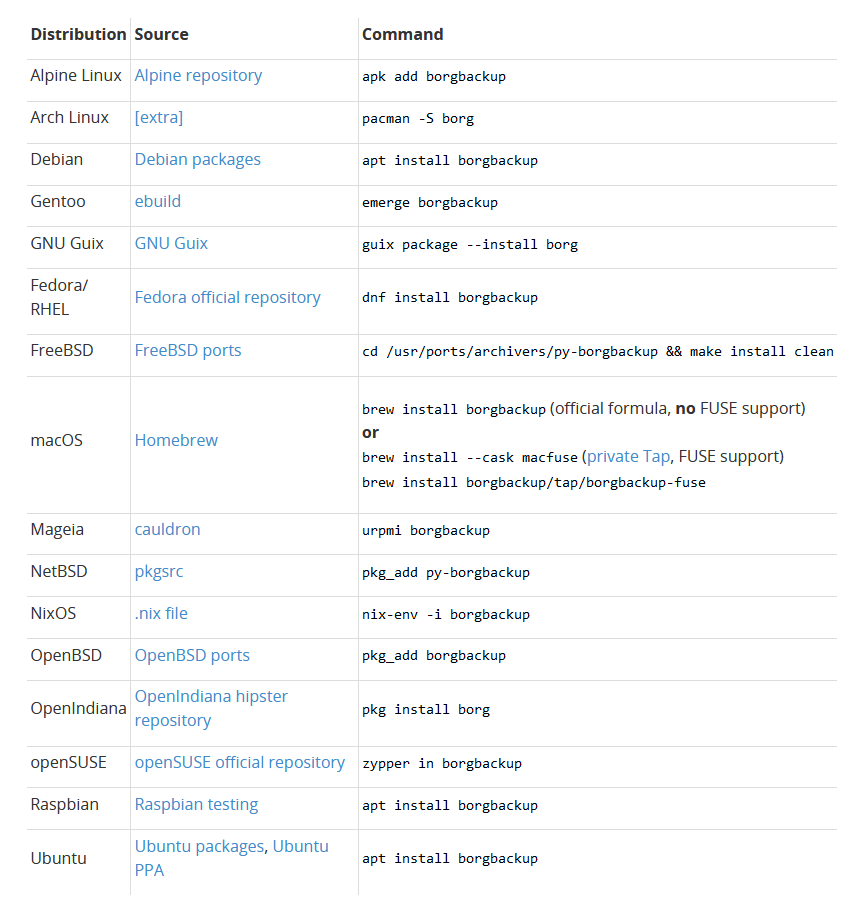 Distribution Source Command
Alpine Linux Alpine repository apk add borgbackup
Arch Linux [extra] pacman -S borg
Debian Debian packages apt install borgbackup
Gentoo ebuild emerge borgbackup
GNU Guix GNU Guix guix package --install borg
Fedora/
RHEL Fedora official repository dnf install borgbackup
FreeBSD FreeBSD ports cd /usr/ports/archivers/py-borgbackup && make install clean
macOS Homebrew brew install borgbackup (official formula, no FUSE support)
or
brew install --cask macfuse (private Tap, FUSE support)
brew install borgbackup/tap/borgbackup-fuse
Mageia cauldron urpmi borgbackup
NetBSD pkgsrc pkg_add py-borgbackup
NixOS .nix file nix-env -i borgbackup
OpenBSD OpenBSD ports pkg_add borgbackup
OpenIndiana OpenIndiana hipster
repository pkg install borg
openSUSE openSUSE official repository zypper in borgbackup
Raspbian Raspbian testing apt install borgbackup
Ubuntu Ubuntu packages, Ubuntu
PPA apt install borgbackup